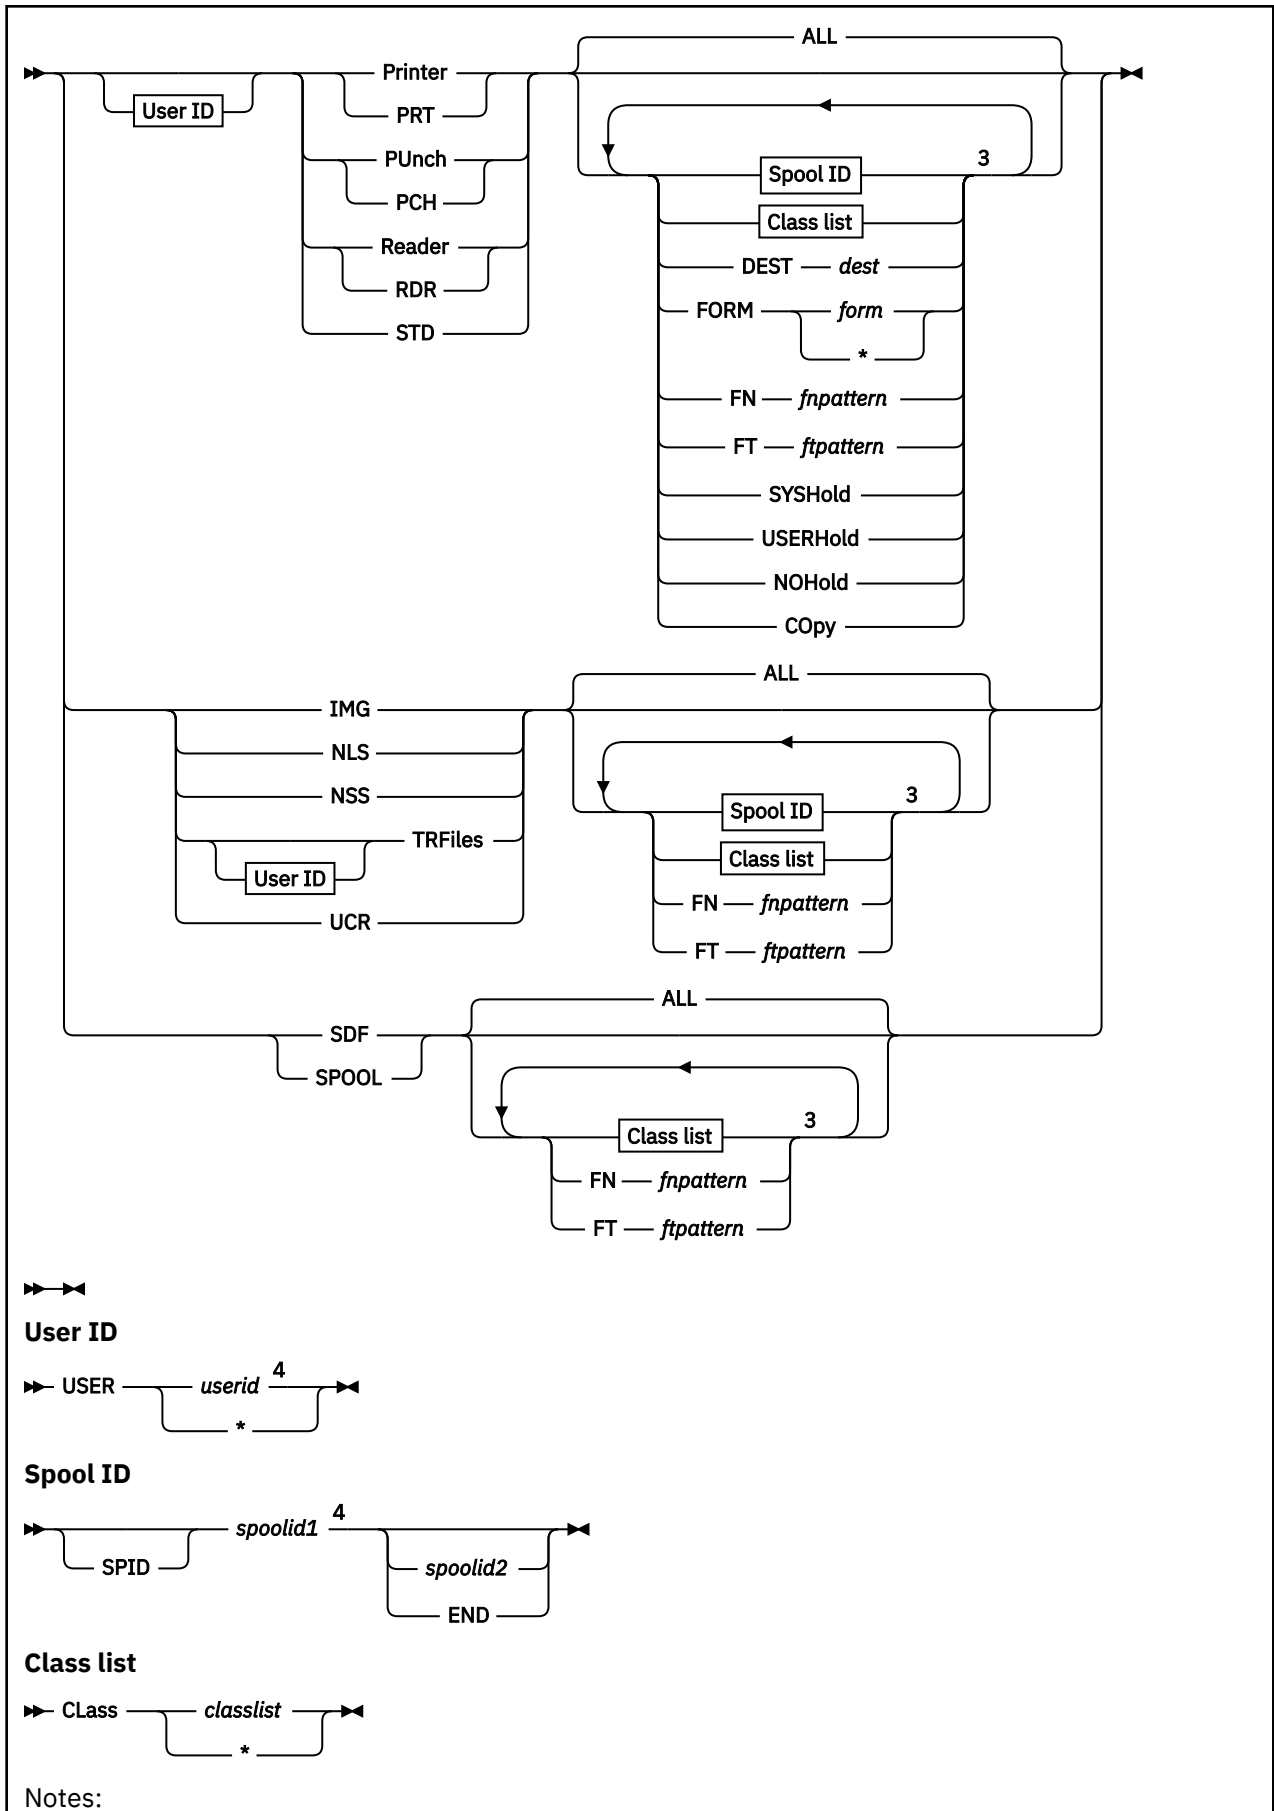 ALL
Printer
User ID
PRT
PUnch
3
Spool ID
PCH
Class list
Reader
DEST dest
RDR
FORM form
STD
*
FN fnpattern
FT ftpattern
SYSHold
USERHold
NOHold
COpy
ALL
IMG
NLS
NSS
3
Spool ID
TRFiles
Class list
User ID
FN fnpattern
UCR
FT ftpattern
ALL
SDF
SPOOL
3
Class list
FN fnpattern
FT ftpattern
User ID
4
USER userid
*
Spool ID
4
spoolid1
SPID spoolid2
END
Class list
CLass classlist
*
Notes: